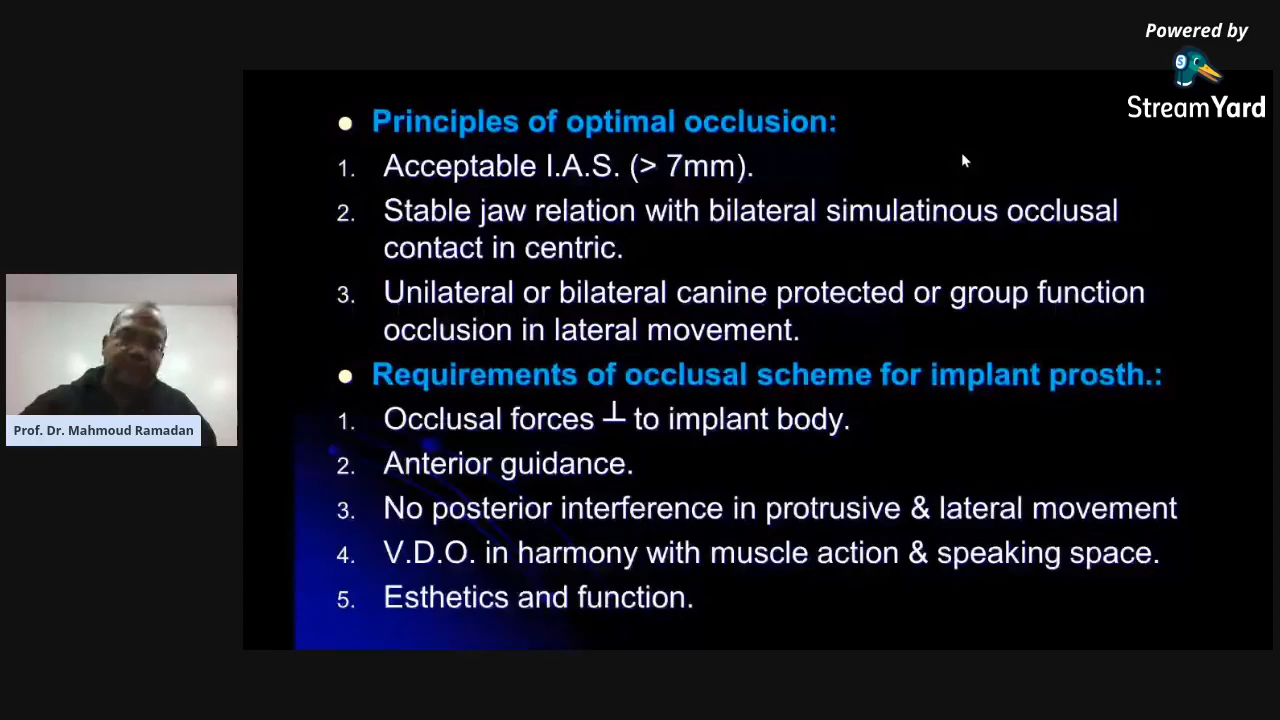 Powered by
StreamYard
Principles of optimal occlusion:
1. Acceptable I.A.S. (> 7mm).
2. Stable jaw relation with bilateral simulatinous occlusal
contact in centric.
3. Unilateral or bilateral canine protected or group function
occlusion in lateral movement.
Requirements of occlusal scheme for implant prosth.:
1. Occlusal forces ┴ to implant body.
2. Anterior guidance.
3. No posterior interference in protrusive & lateral movement
4. V.D.O. in harmony with muscle action & speaking space.
5. Esthetics and function.
Prof. Dr. Mahmoud Ramadan